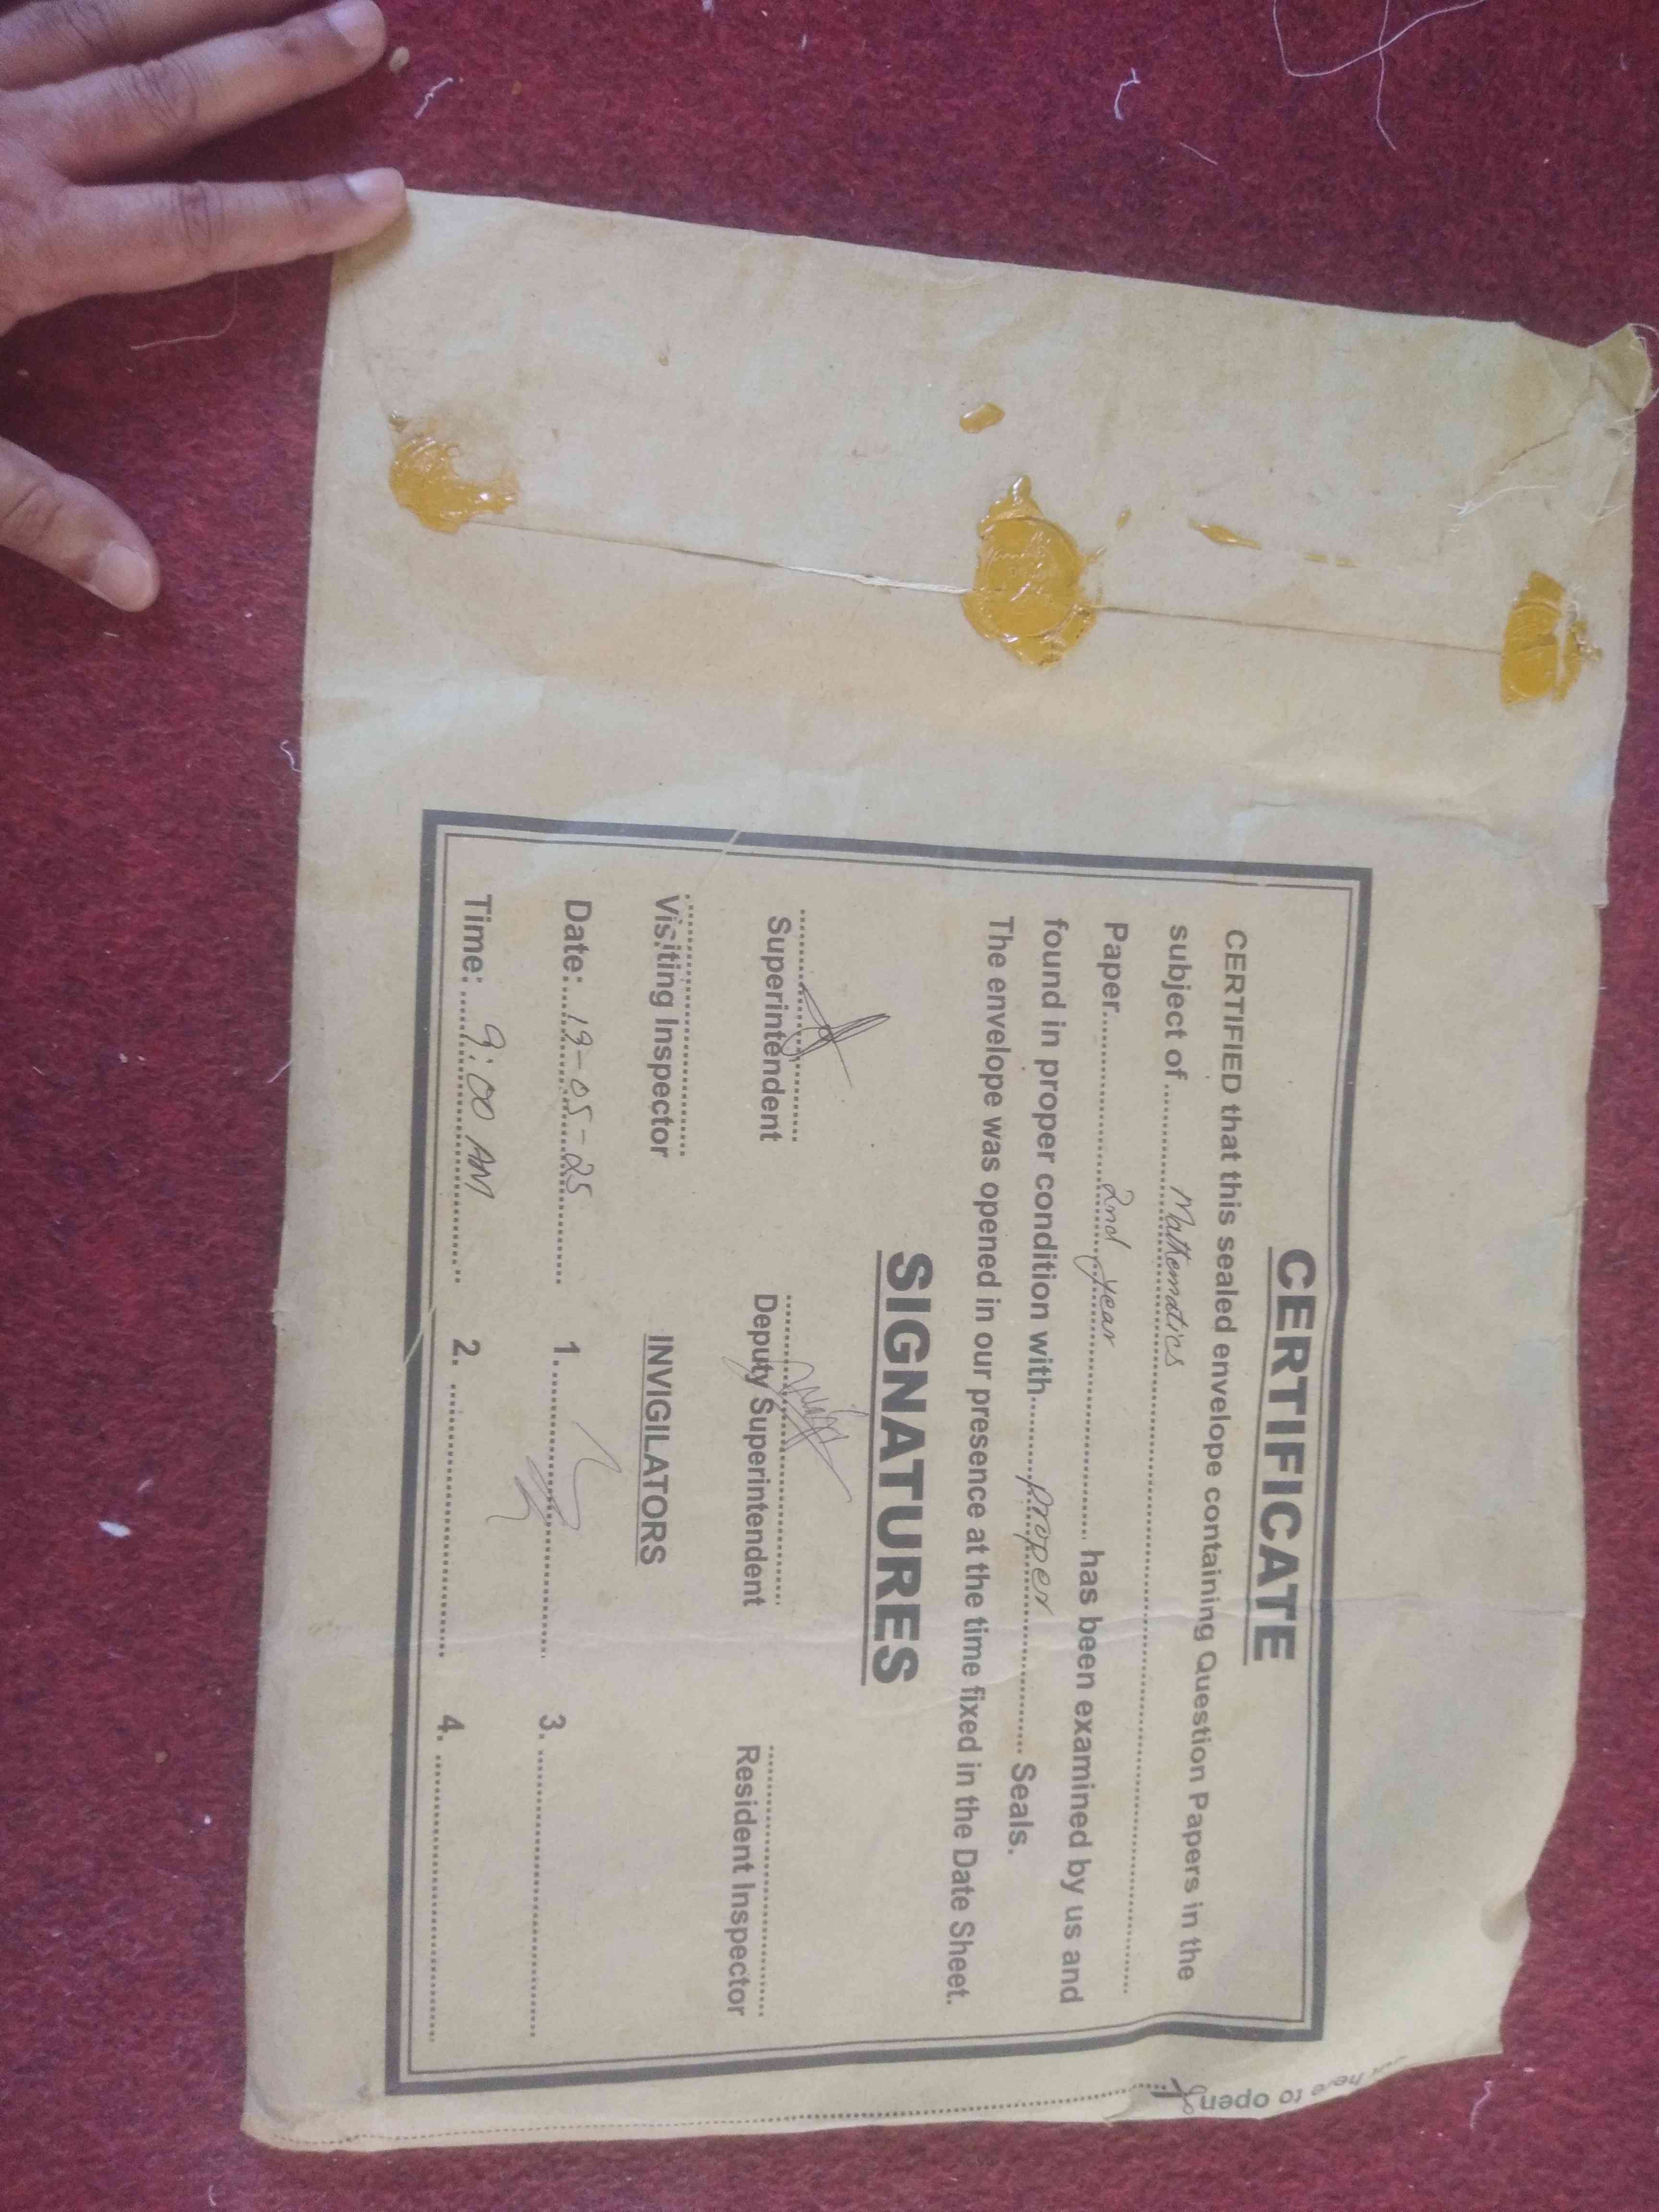 CERTIFICATE
CERTIFIED that this sealed envelope containing Question Papers in the
subject of .......... Mathematics ..........
Paper.......... 2nd year .......... has been examined by us and
found in proper condition with.......... proper .......... Seals.
The envelope was opened in our presence at the time fixed in the Date Sheet.
SIGNATURES
Superintendent Deputy Superintendent Resident Inspector
Visiting Inspector INVIGILATORS
Date: 19-05-25 1. .......... 3. ..........
Time: 9:00 AM 2. .......... 4. ..........
here to open